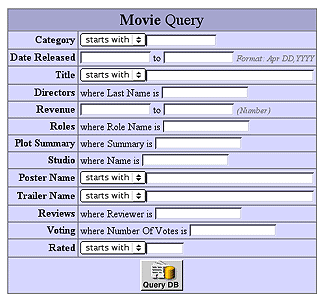 Movie Query
Category starts with
Date Released to Format: Apr DD,YYYY
Title starts with
Directors where Last Name is
Revenue to (Number)
Roles where Role Name is
Plot Summary where Summary is
Studio where Name is
Poster Name starts with
Trailer Name starts with
Reviews where Reviewer is
Voting where Number Of Votes is
Rated starts with
Query DB